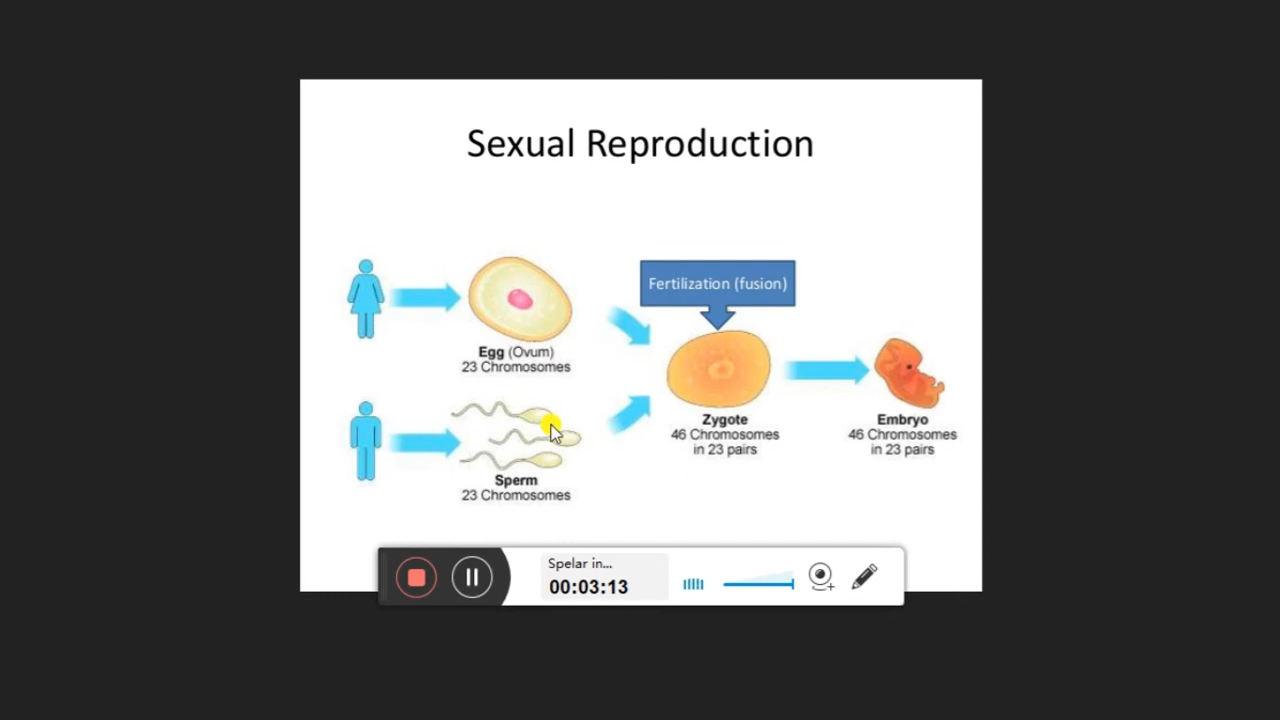 Sexual Reproduction
Fertilization (fusion)
Egg (Ovum)
23 Chromosomes
Zygote
46 Chromosomes
in 23 pairs
Embryo
46 Chromosomes
in 23 pairs
Sperm
23 Chromosomes
Spelar in...
00:03:13